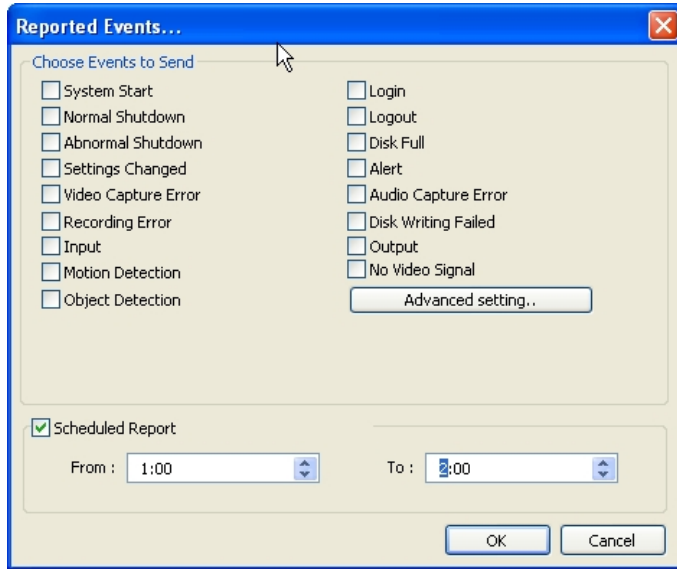 Reported Events...
Choose Events to Send
System Start
Normal Shutdown
Abnormal Shutdown
Settings Changed
Video Capture Error
Recording Error
Input
Motion Detection
Object Detection
Login
Logout
Disk Full
Alert
Audio Capture Error
Disk Writing Failed
Output
No Video Signal
Advanced setting..
Scheduled Report
From : 1:00
To : 2:00
OK
Cancel